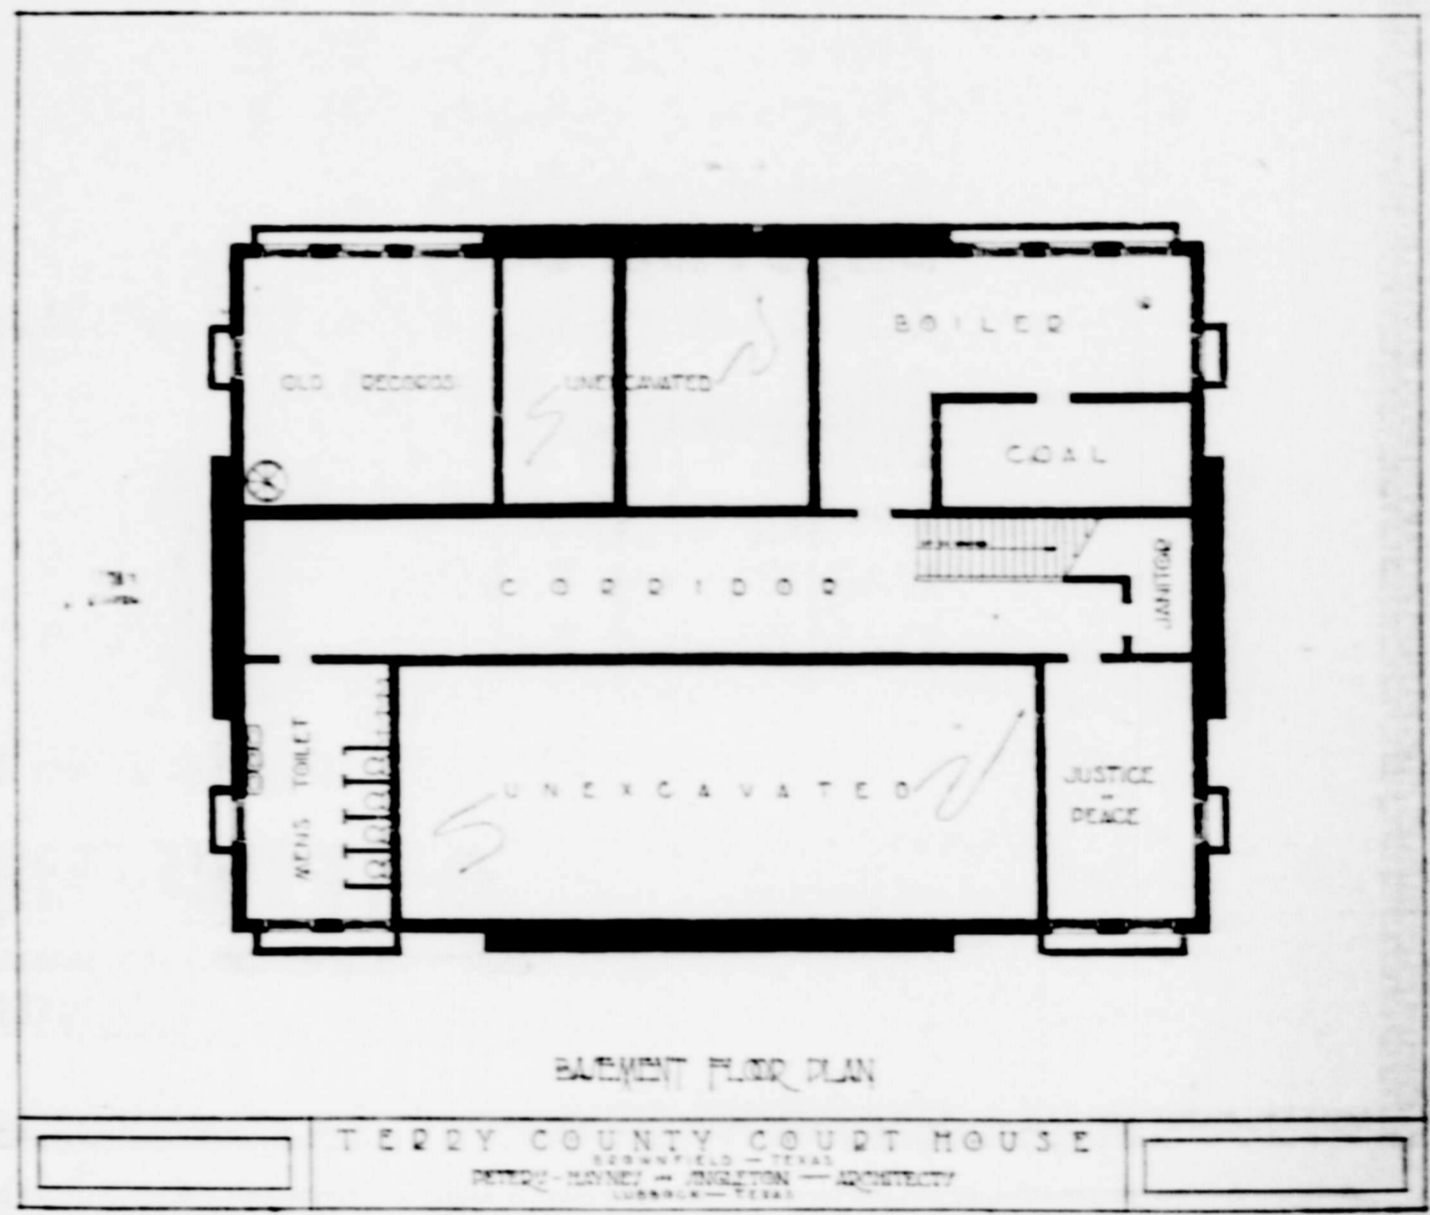 BOILER
OLD RECORDS
UNEXCAVATED
COAL
CORRIDOR
JANITOR
MENS TOILET
UNEXCAVATED
JUSTICE
PEACE
BASEMENT FLOOR PLAN
TERRY COUNTY COURT HOUSE
BROWNFIELD — TEXAS
ARCHITECTS
LUBBOCK — TEXAS